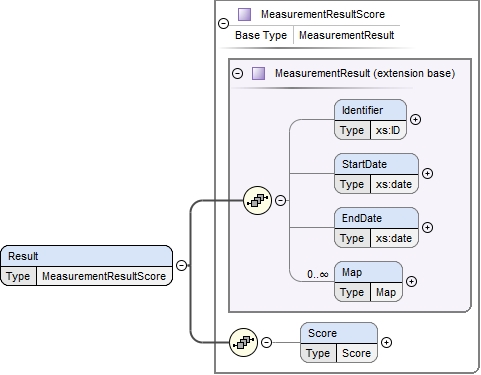 MeasurementResultScore
Base Type MeasurementResult
MeasurementResult (extension base)
Identifier
Type xs:ID
StartDate
Type xs:date
EndDate
Type xs:date
0..∞
Map
Type Map
Result
Type MeasurementResultScore
Score
Type Score